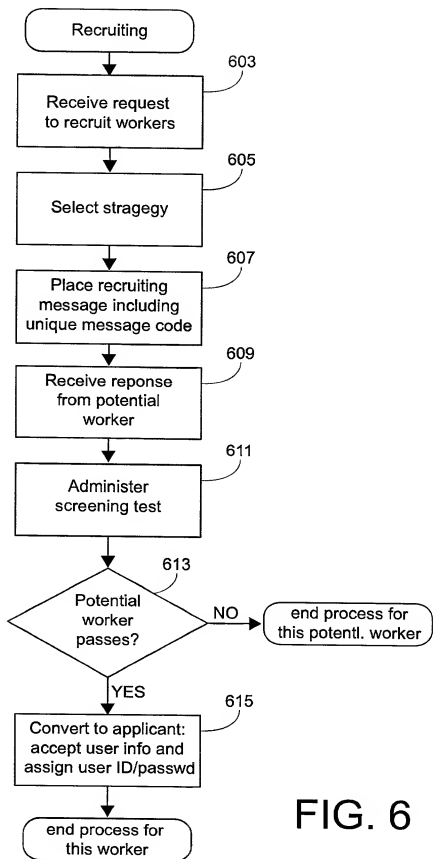 Recruiting
603
Receive request
to recruit workers
605
Select stragegy
607
Place recruiting
message including
unique message code
609
Receive reponse
from potential
worker
611
Administer
screening test
613
Potential
worker
passes?
NO
end process for
this potentl. worker
YES
615
Convert to applicant:
accept user info and
assign user ID/passwd
end process for
this worker
FIG. 6